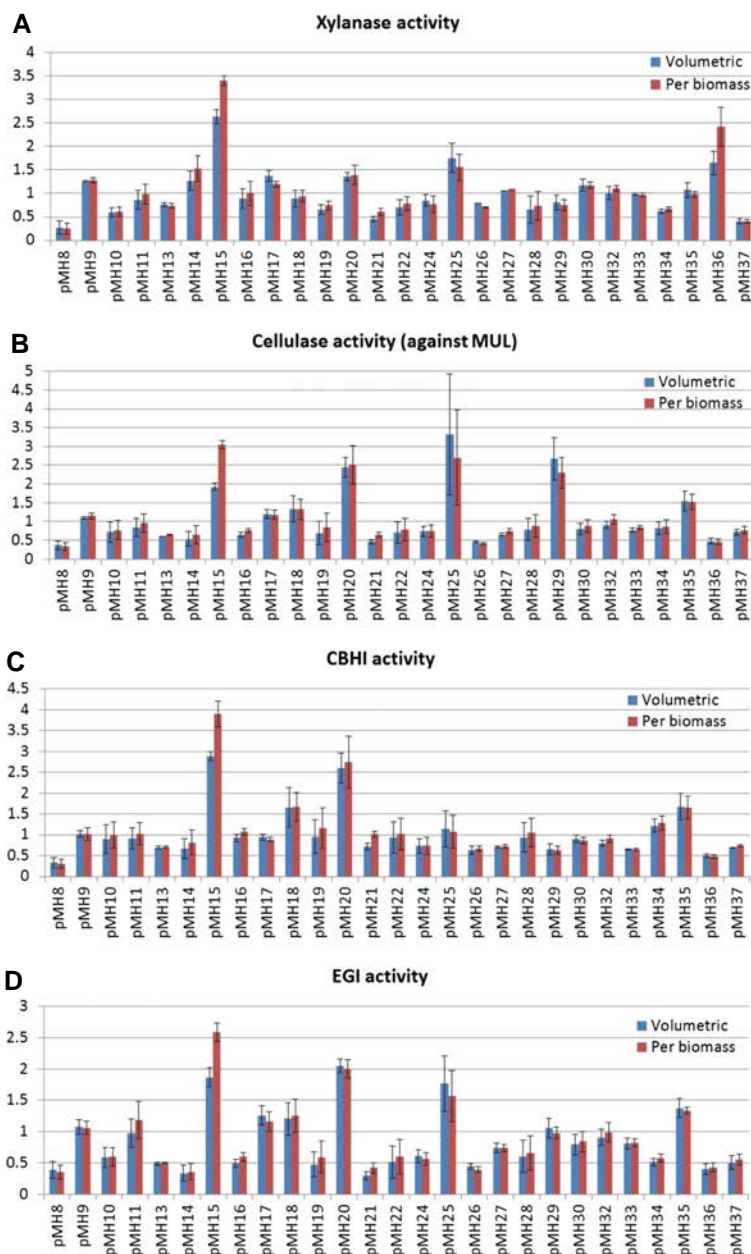 A
Xylanase activity
4
3.5
3
2.5
2
1.5
1
0.5
0
Volumetric
Per biomass
pMH8 pMH9 pMH10 pMH11 pMH13 pMH14 pMH15 pMH16 pMH17 pMH18 pMH19 pMH20 pMH21 pMH22 pMH24 pMH25 pMH26 pMH27 pMH28 pMH29 pMH30 pMH32 pMH33 pMH34 pMH35 pMH36 pMH37
B
Cellulase activity (against MUL)
5
4.5
4
3.5
3
2.5
2
1.5
1
0.5
0
Volumetric
Per biomass
pMH8 pMH9 pMH10 pMH11 pMH13 pMH14 pMH15 pMH16 pMH17 pMH18 pMH19 pMH20 pMH21 pMH22 pMH24 pMH25 pMH26 pMH27 pMH28 pMH29 pMH30 pMH32 pMH33 pMH34 pMH35 pMH36 pMH37
C
CBHI activity
4.5
4
3.5
3
2.5
2
1.5
1
0.5
0
Volumetric
Per biomass
pMH8 pMH9 pMH10 pMH11 pMH13 pMH14 pMH15 pMH16 pMH17 pMH18 pMH19 pMH20 pMH21 pMH22 pMH24 pMH25 pMH26 pMH27 pMH28 pMH29 pMH30 pMH32 pMH33 pMH34 pMH35 pMH36 pMH37
D
EGI activity
3
2.5
2
1.5
1
0.5
0
Volumetric
Per biomass
pMH8 pMH9 pMH10 pMH11 pMH13 pMH14 pMH15 pMH16 pMH17 pMH18 pMH19 pMH20 pMH21 pMH22 pMH24 pMH25 pMH26 pMH27 pMH28 pMH29 pMH30 pMH32 pMH33 pMH34 pMH35 pMH36 pMH37